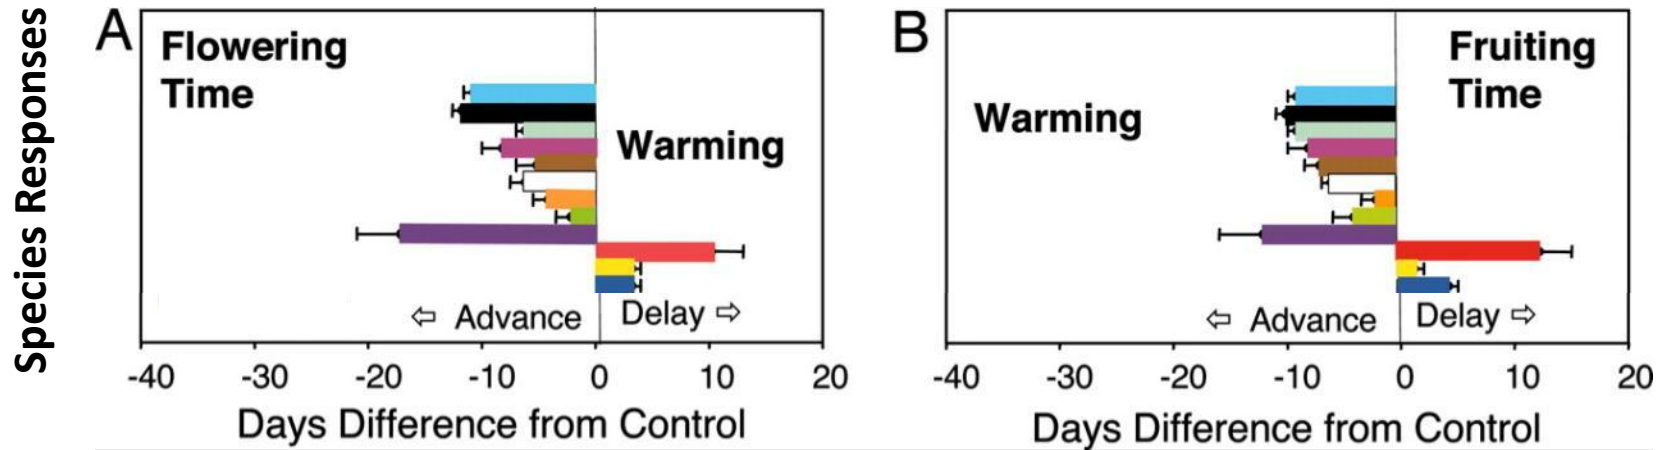 Species Responses
A
Flowering
Time
Warming
⇦ Advance
Delay ⇨
-40 -30 -20 -10 0 10 20
Days Difference from Control
B
Fruiting
Time
Warming
⇦ Advance
Delay ⇨
-40 -30 -20 -10 0 10 20
Days Difference from Control